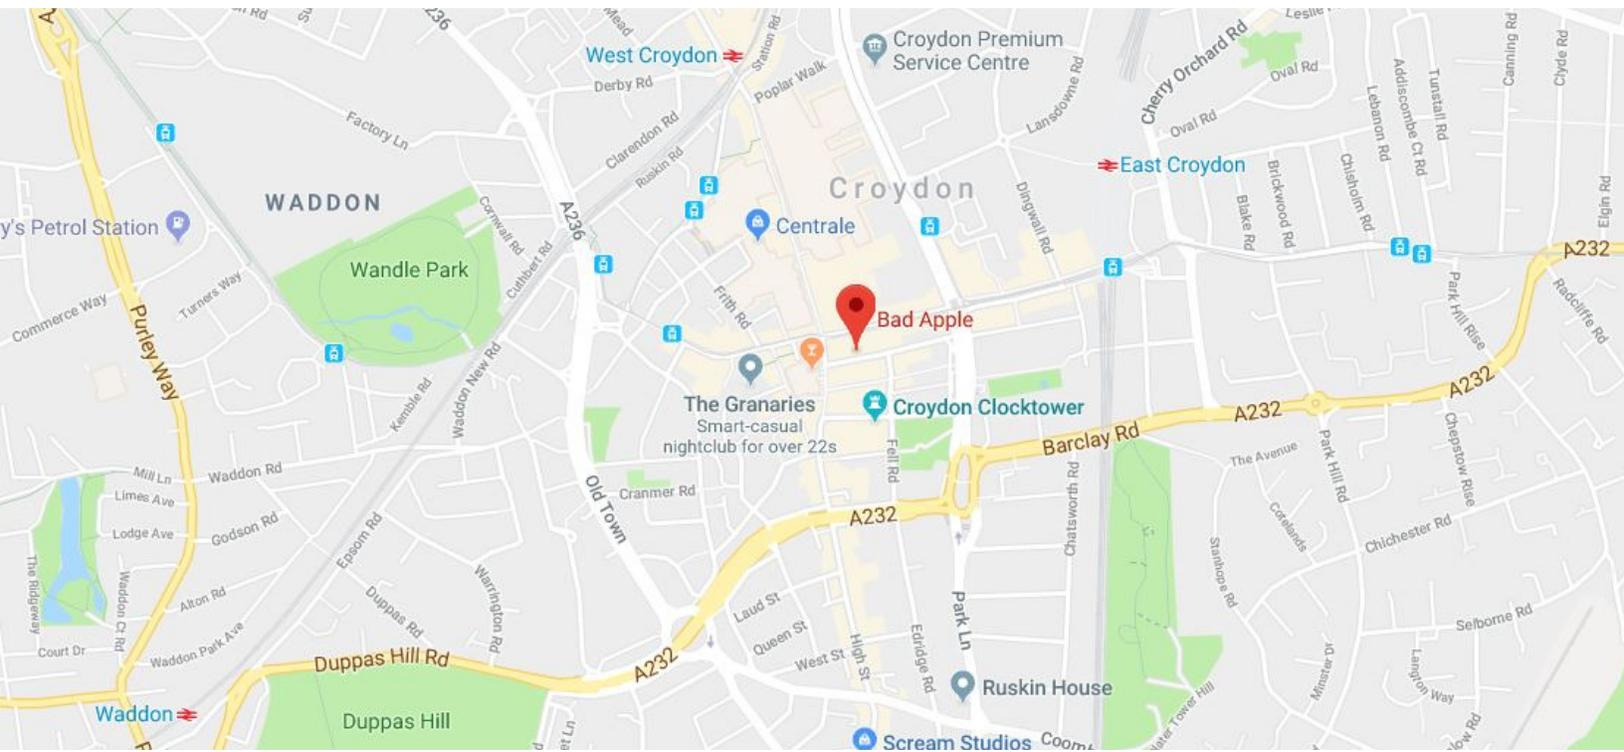 West Croydon
Station Rd
Croydon Premium
Service Centre
Cherry Orchard Rd
Oval Rd
Canning Rd
Clyde Rd
Derby Rd
Poplar Walk
Lansdowne Rd
Oval Rd
Lebanon Rd
Addiscombe Ct Rd
Tunstall Rd
Factory Ln
Clarendon Rd
Ruskin Rd
East Croydon
Chisholm Rd
Brickwood Rd
Blake Rd
Elgin Rd
WADDON
Croydon
Dingwall Rd
A236
Cornwall Rd
y's Petrol Station
Centrale
Wandle Park
Cuthbert Rd
A232
Turners Way
Commerce Way
Purley Way
Frith Rd
Bad Apple
Park Hill Rise
Radcliffe Rd
Kemble Rd
Waddon New Rd
The Granaries
Smart-casual
nightclub for over 22s
Croydon Clocktower
A232
A232
Barclay Rd
Fell Rd
Mill Ln
Waddon Rd
Limes Ave
Lodge Ave
Godson Rd
Epsom Rd
Old Town
Cranmer Rd
A232
Chatsworth Rd
The Avenue
Park Hill Rd
Chepstow Rise
Cotelands
Chichester Rd
Stanhope Rd
The Ridgeway
Waddon Ct Rd
Alton Rd
Warrington Rd
Duppas Rd
Laud St
Queen St
West St
High St
Edridge Rd
Park Ln
Selborne Rd
Court Dr
Waddon Park Ave
Duppas Hill Rd
A232
Minster Dr
Langton Way
Ruskin House
Waddon
Duppas Hill
Scream Studios